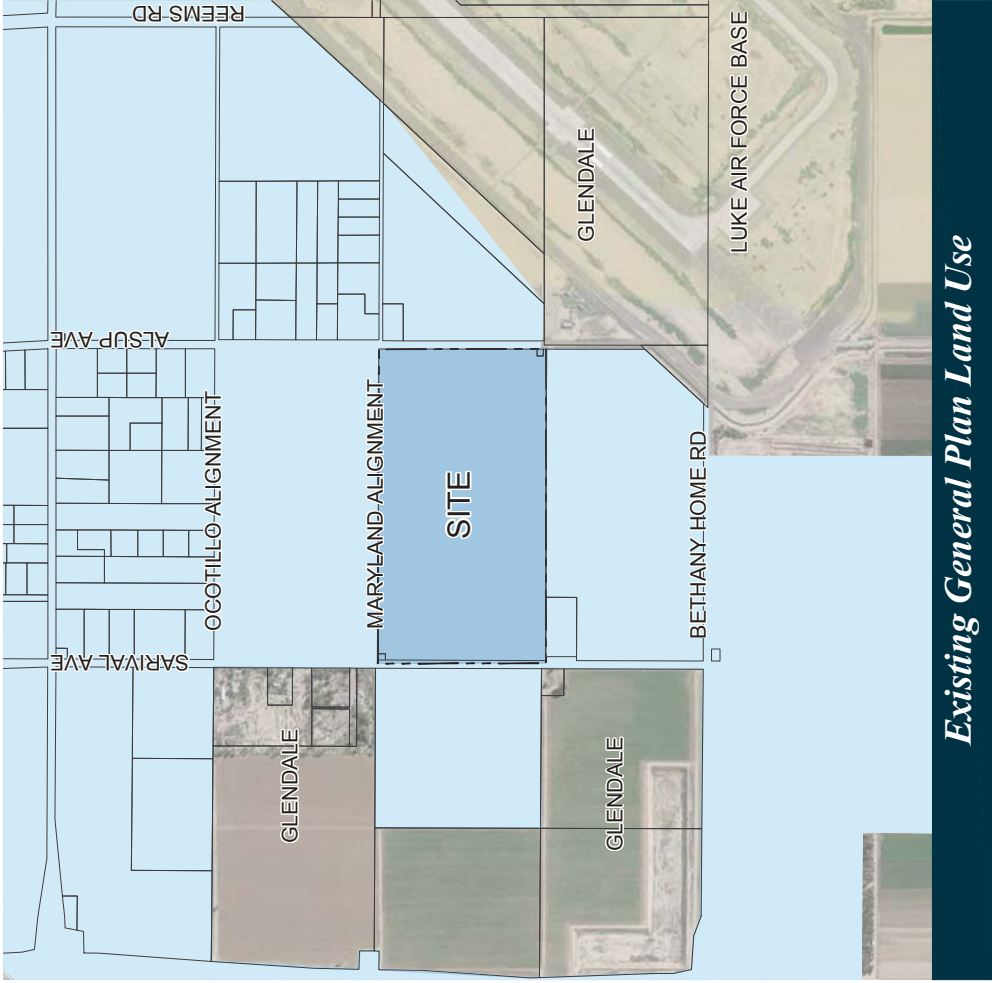 Existing General Plan Land Use
REEMS RD
ALSUP AVE
SARIVAL AVE
OCOTILLO ALIGNMENT
MARYLAND ALIGNMENT
BETHANY HOME RD
SITE
GLENDALE
LUKE AIR FORCE BASE
GLENDALE
GLENDALE